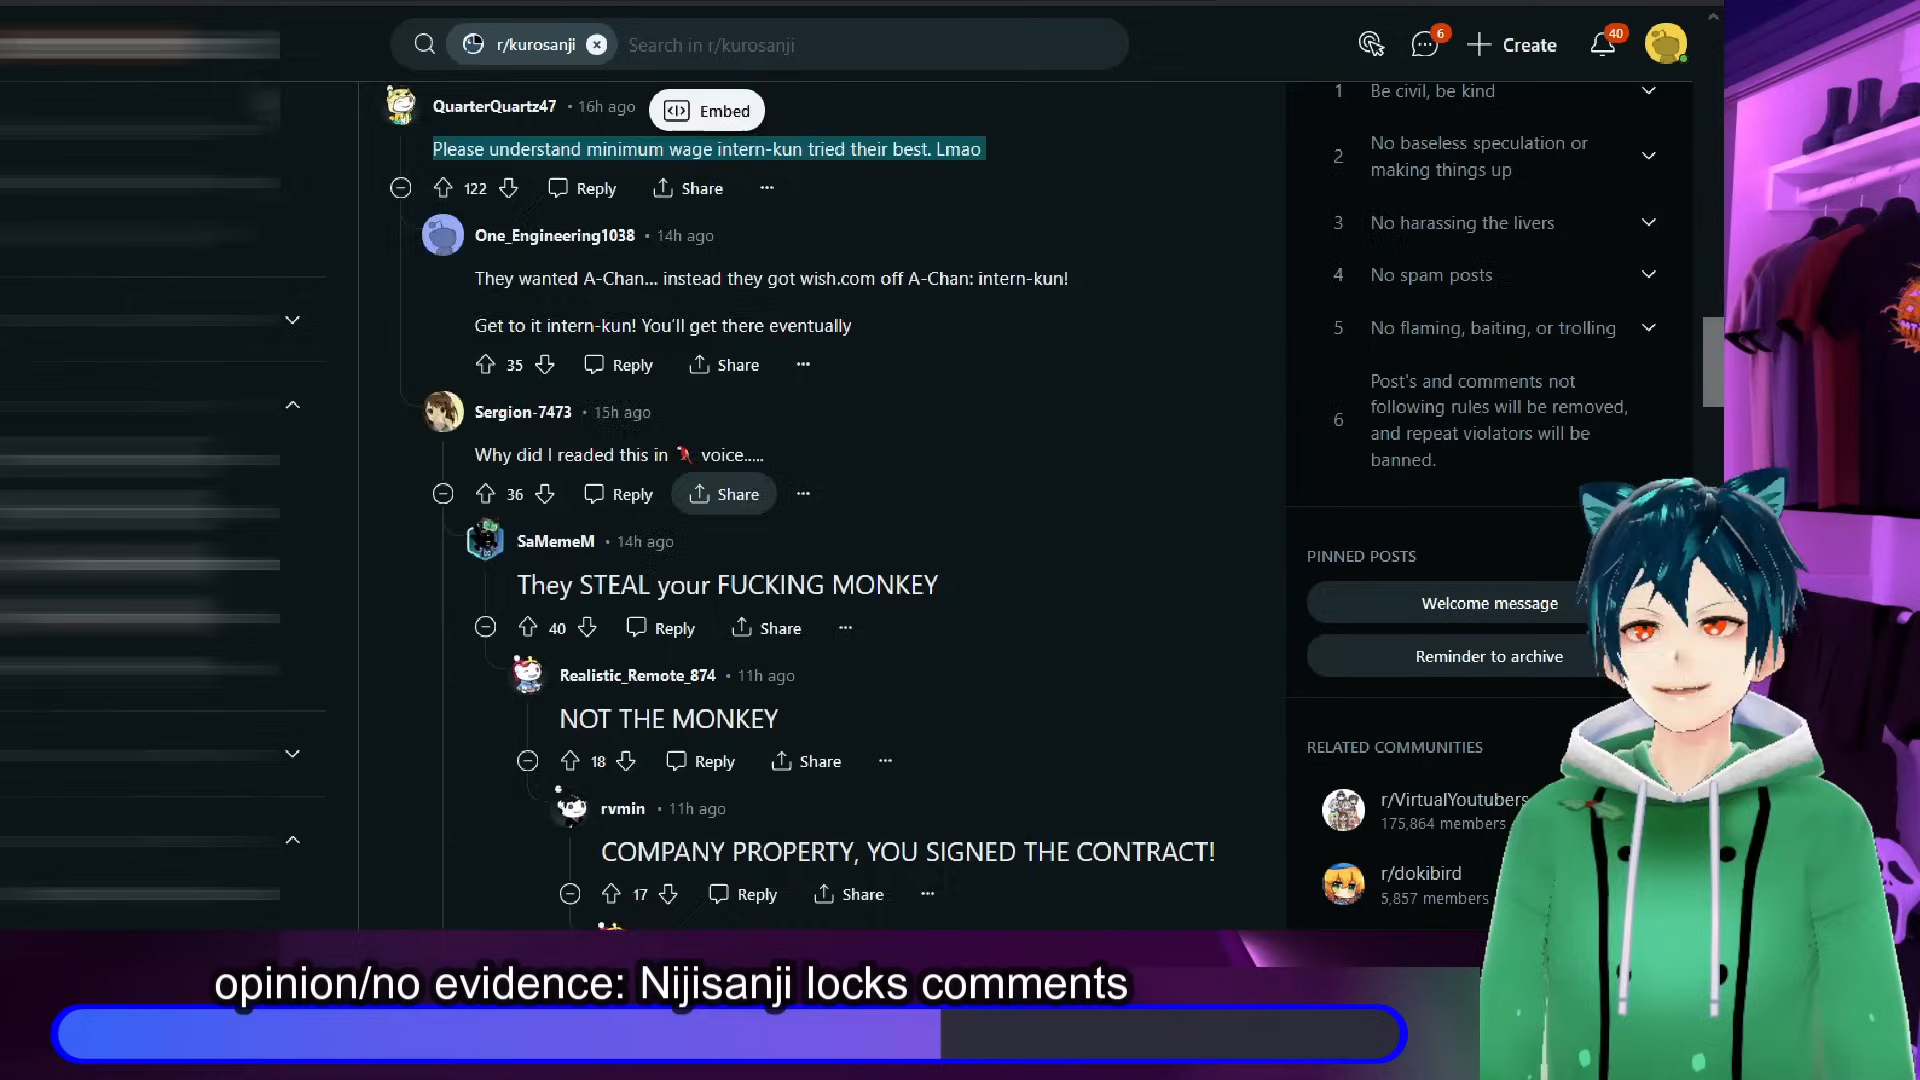 r/kurosanji
Search in r/kurosanji
6
Create
40
QuarterQuartz47 • 16h ago
Embed
Please understand minimum wage intern-kun tried their best. Lmao
122
Reply
Share
One_Engineering1038 • 14h ago
They wanted A-Chan... instead they got wish.com off A-Chan: intern-kun!
Get to it intern-kun! You'll get there eventually
35
Reply
Share
Sergion-7473 • 15h ago
Why did I readed this in voice.....
36
Reply
Share
SaMemeM • 14h ago
They STEAL your FUCKING MONKEY
40
Reply
Share
Realistic_Remote_874 • 11h ago
NOT THE MONKEY
18
Reply
Share
rvmin • 11h ago
COMPANY PROPERTY, YOU SIGNED THE CONTRACT!
17
Reply
Share
1 Be civil, be kind
2 No baseless speculation or
making things up
3 No harassing the livers
4 No spam posts
5 No flaming, baiting, or trolling
6 Post's and comments not
following rules will be removed,
and repeat violators will be
banned.
PINNED POSTS
Welcome message
Reminder to archive
RELATED COMMUNITIES
r/VirtualYoutubers
175,864 members
r/dokibird
5,857 members
opinion/no evidence: Nijisanji locks comments